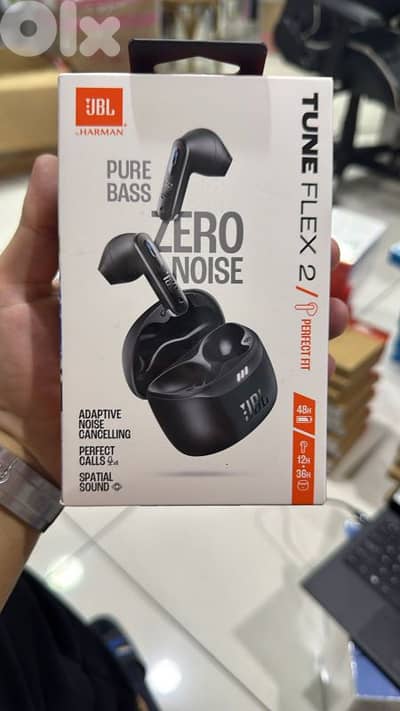 Olx
JBL
by HARMAN
PURE
BASS
ZERO
NOISE
TUNE FLEX 2
PERFECT FIT
JBL
ADAPTIVE
NOISE
CANCELLING
PERFECT
CALLS
SPATIAL
SOUND
48H
12H
+
36H